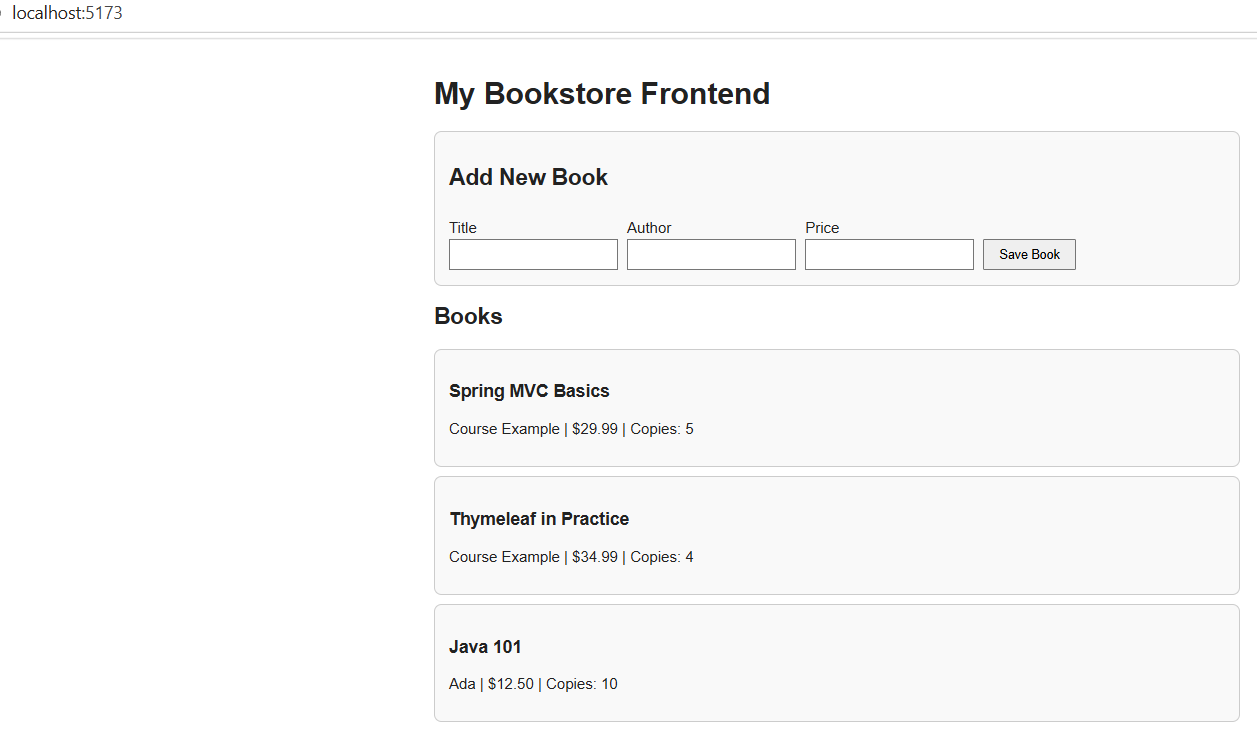 localhost:5173
My Bookstore Frontend
Add New Book
Title Author Price
Save Book
Books
Spring MVC Basics
Course Example | $29.99 | Copies: 5
Thymeleaf in Practice
Course Example | $34.99 | Copies: 4
Java 101
Ada | $12.50 | Copies: 10